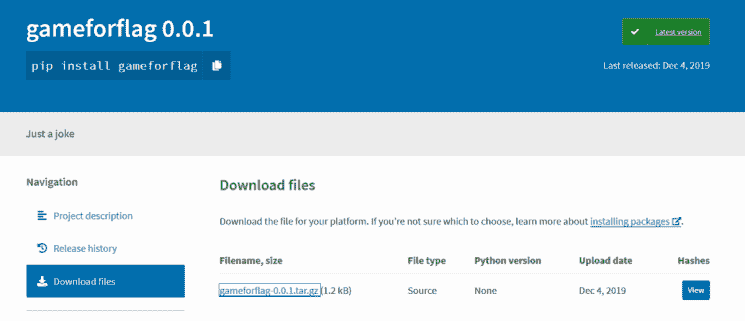 gameforflag 0.0.1
Latest version
pip install gameforflag
Last released: Dec 4, 2019
Just a joke
Navigation
Project description
Release history
Download files
Download files
Download the file for your platform. If you're not sure which to choose, learn more about installing packages.
Filename, size File type Python version Upload date Hashes
gameforflag-0.0.1.tar.gz (1.2 kB) Source None Dec 4, 2019 View